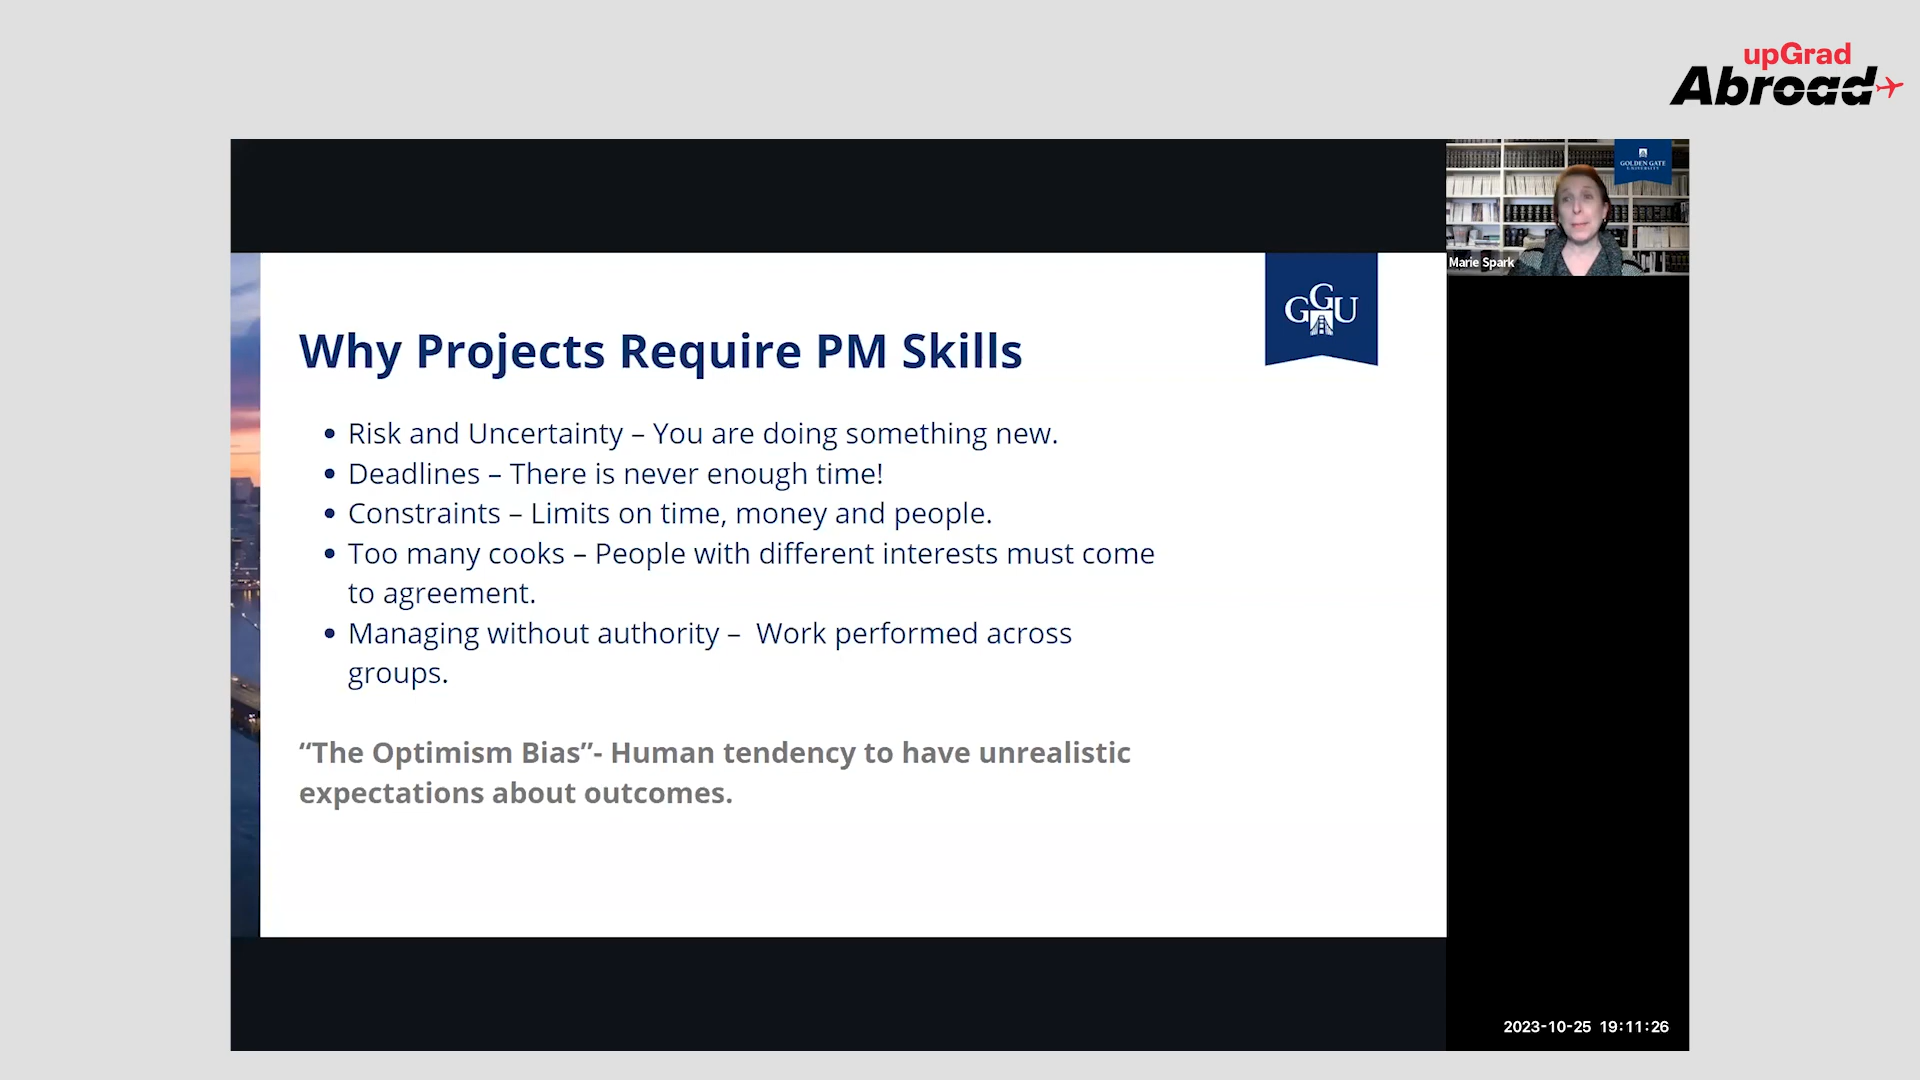 upGrad
Abroad
GOLDEN GATE
UNIVERSITY
Marie Spark
GGU
Why Projects Require PM Skills
• Risk and Uncertainty – You are doing something new.
• Deadlines – There is never enough time!
• Constraints – Limits on time, money and people.
• Too many cooks – People with different interests must come
to agreement.
• Managing without authority –  Work performed across
groups.
“The Optimism Bias”- Human tendency to have unrealistic
expectations about outcomes.
2023-10-25 19:11:26